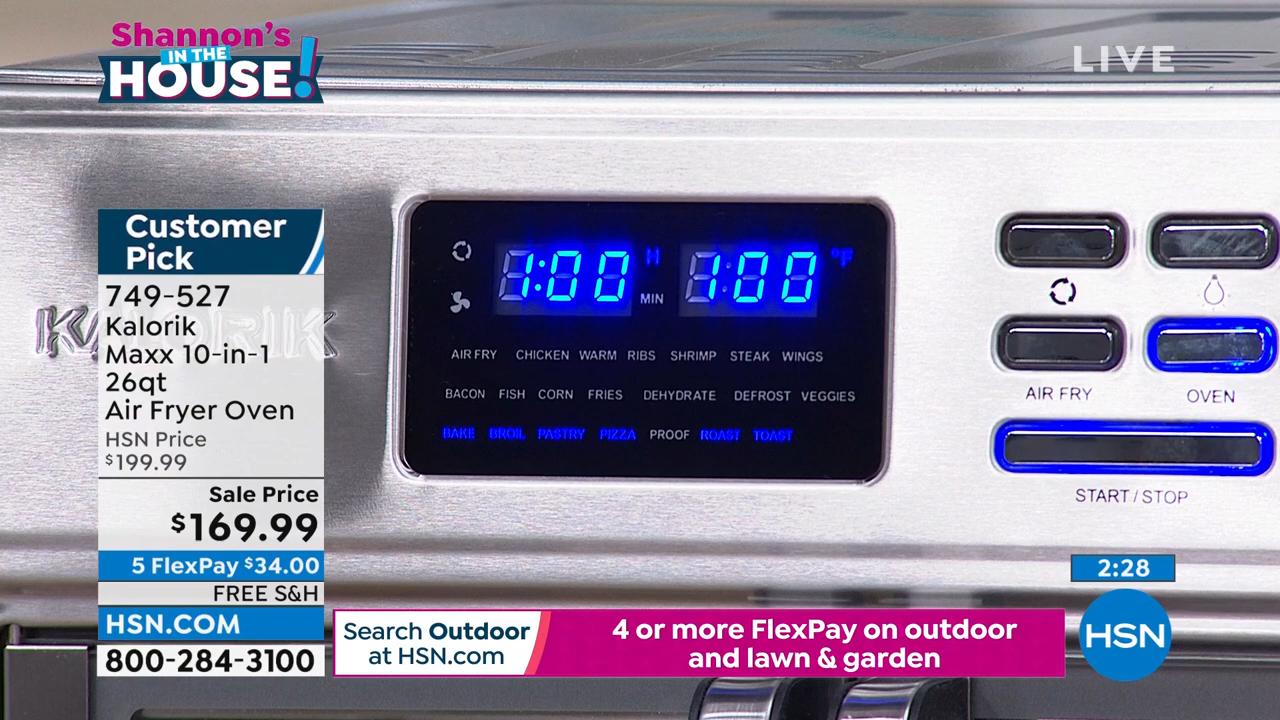 Shannon's
IN THE
HOUSE!
LIVE
Customer
Pick
749-527
Kalorik
Maxx 10-in-1
26qt
Air Fryer Oven
HSN Price
$199.99
Sale Price
$169.99
5 FlexPay $34.00
FREE S&H
HSN.COM
800-284-3100
KALORIK
1:00 H MIN
100 °F
AIR FRY CHICKEN WARM RIBS SHRIMP STEAK WINGS
BACON FISH CORN FRIES DEHYDRATE DEFROST VEGGIES
BAKE BROIL PASTRY PIZZA PROOF ROAST TOAST
AIR FRY OVEN
START / STOP
2:28
HSN
Search Outdoor
at HSN.com
4 or more FlexPay on outdoor
and lawn & garden